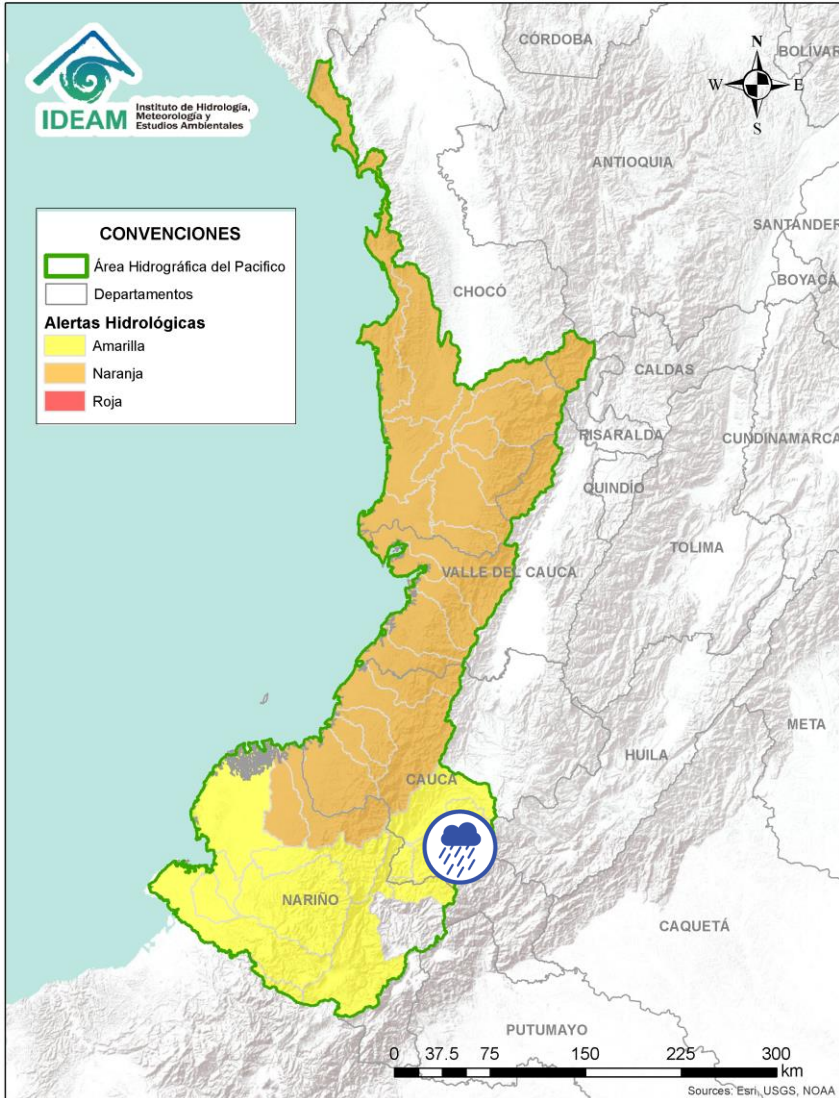 IDEAM
Instituto de Hidrología,
Meteorología y
Estudios Ambientales
CÓRDOBA
BOLÍVAR
N
W
E
S
ANTIOQUIA
SANTANDER
BOYACÁ
CONVENCIONES
Área Hidrográfica del Pacifico
Departamentos
Alertas Hidrológicas
Amarilla
Naranja
Roja
CHOCÓ
CALDAS
RISARALDA
CUNDINAMARCA
QUINDÍO
TOLIMA
VALLE DEL CAUCA
META
HUILA
CAUCA
NARIÑO
CAQUETÁ
PUTUMAYO
0 37.5 75 150 225 300
km
Sources: Esri, USGS, NOAA